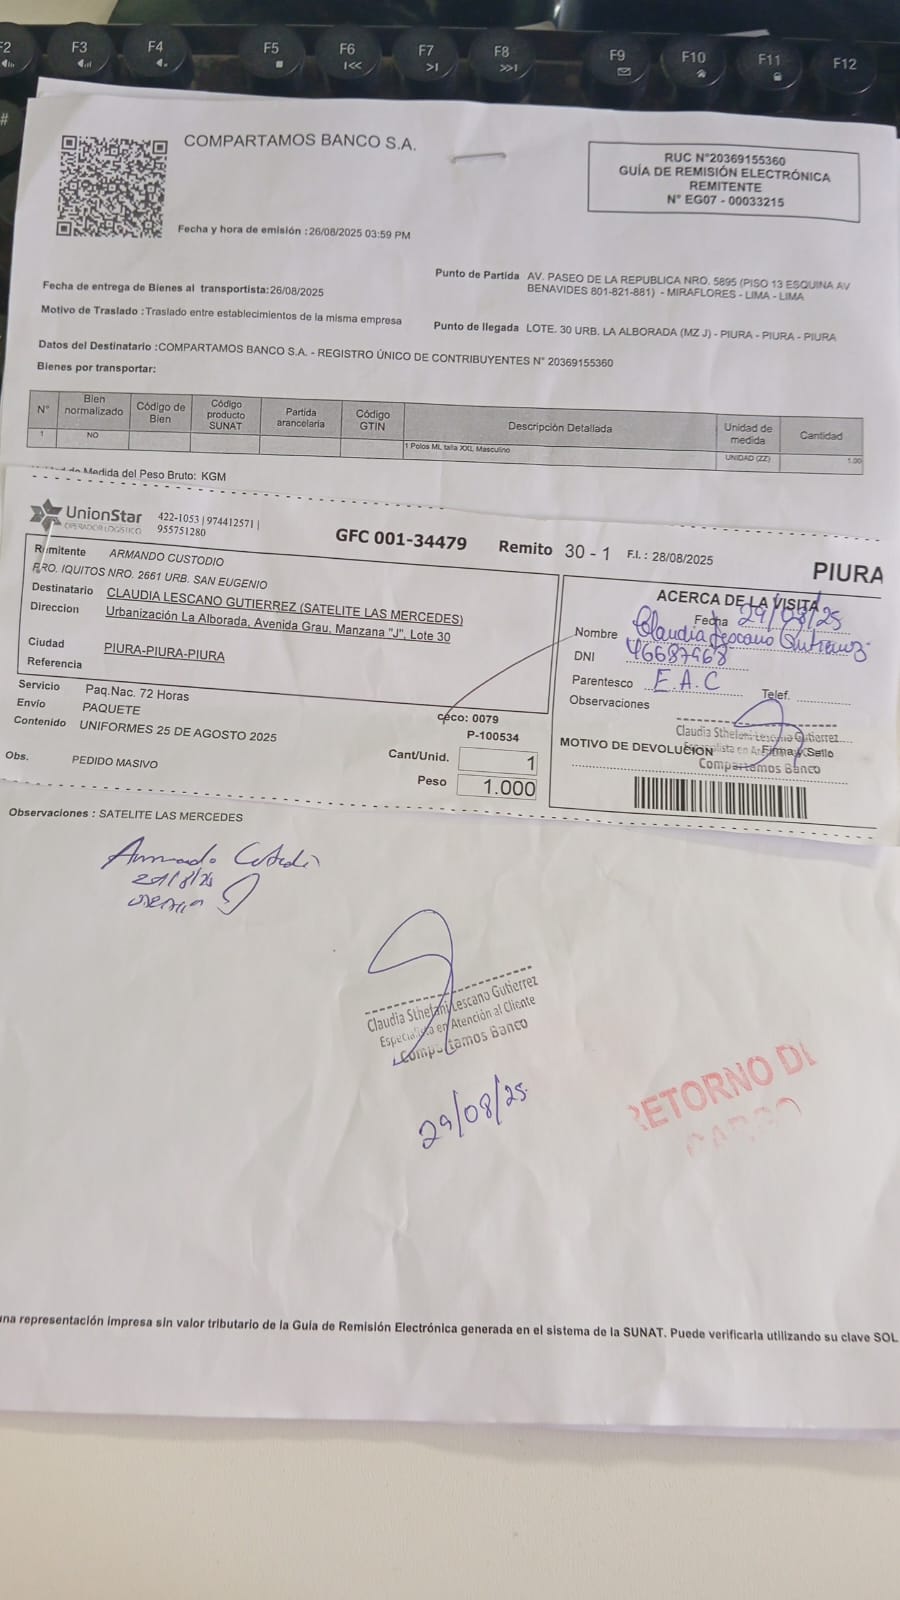 F2 F3 F4 F5 F6 F7 F8 F9 F10 F11 F12
#
COMPARTAMOS BANCO S.A.
RUC N°20369155360
GUÍA DE REMISIÓN ELECTRÓNICA
REMITENTE
N° EG07 - 00033215
Fecha y hora de emisión :26/08/2025 03:59 PM
Fecha de entrega de Bienes al transportista:26/08/2025
Punto de Partida AV. PASEO DE LA REPUBLICA NRO. 5895 (PISO 13 ESQUINA AV
BENAVIDES 801-821-881) - MIRAFLORES - LIMA - LIMA
Motivo de Traslado :Traslado entre establecimientos de la misma empresa
Punto de llegada LOTE. 30 URB. LA ALBORADA (MZ J) - PIURA - PIURA - PIURA
Datos del Destinatario :COMPARTAMOS BANCO S.A. - REGISTRO ÚNICO DE CONTRIBUYENTES N° 20369155360
Bienes por transportar:
N° Bien normalizado Código de Bien Código producto SUNAT Partida arancelaria Código GTIN Descripción Detallada Unidad de medida Cantidad
1 NO 1 Polos ML talla XXL Masculino UNIDAD (ZZ) 1.00
de Medida del Peso Bruto: KGM
UnionStar
OPERADOR LOGÍSTICO
422-1053 | 974412571 |
955751280
GFC 001-34479 Remito 30 - 1 F.I.: 28/08/2025 PIURA
Remitente ARMANDO CUSTODIO
PRO. IQUITOS NRO. 2661 URB. SAN EUGENIO
Destinatario CLAUDIA LESCANO GUTIERREZ (SATELITE LAS MERCEDES)
Direccion Urbanización La Alborada, Avenida Grau, Manzana "J", Lote 30
Ciudad PIURA-PIURA-PIURA
Referencia
Servicio Paq.Nac. 72 Horas
Envío PAQUETE
Contenido UNIFORMES 25 DE AGOSTO 2025
Obs. PEDIDO MASIVO
ceco: 0079
P-100534
Cant/Unid. 1
Peso 1.000
ACERCA DE LA VISITA
Fecha 29/08/25
Nombre Claudia Lescano Gutierrez
DNI 46687968
Parentesco E.A.C Telef.
Observaciones
Claudia Sthefani Lescano Gutierrez
MOTIVO DE DEVOLUCIÓN Firma y Sello
Compartamos Banco
Observaciones : SATELITE LAS MERCEDES
Armando Custodio
Claudia Sthefani Lescano Gutierrez
Especialista en Atención al Cliente
Compartamos Banco
29/08/25
RETORNO DE
CARGO
una representación impresa sin valor tributario de la Guía de Remisión Electrónica generada en el sistema de la SUNAT. Puede verificarla utilizando su clave SOL